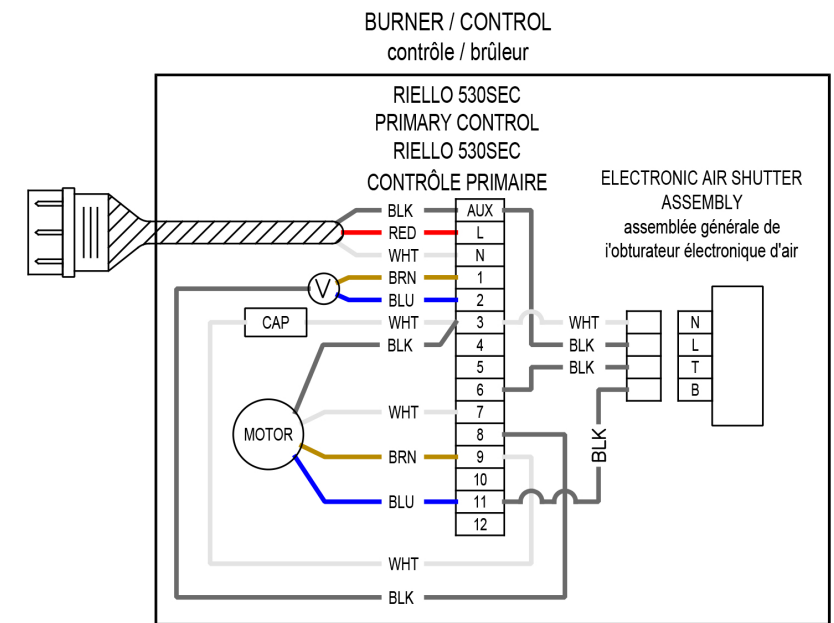 BURNER / CONTROL
contrôle / brûleur
RIELLO 530SEC
PRIMARY CONTROL
RIELLO 530SEC
CONTRÔLE PRIMAIRE
ELECTRONIC AIR SHUTTER
ASSEMBLY
assemblée générale de
i'obturateur électronique d'air
BLK AUX
RED L
WHT N
BRN 1
V
BLU 2
CAP WHT 3 WHT N
BLK 4 BLK L
5 BLK T
6 B
WHT 7
MOTOR 8
BLK
BRN 9
10
BLU 11
12
WHT
BLK